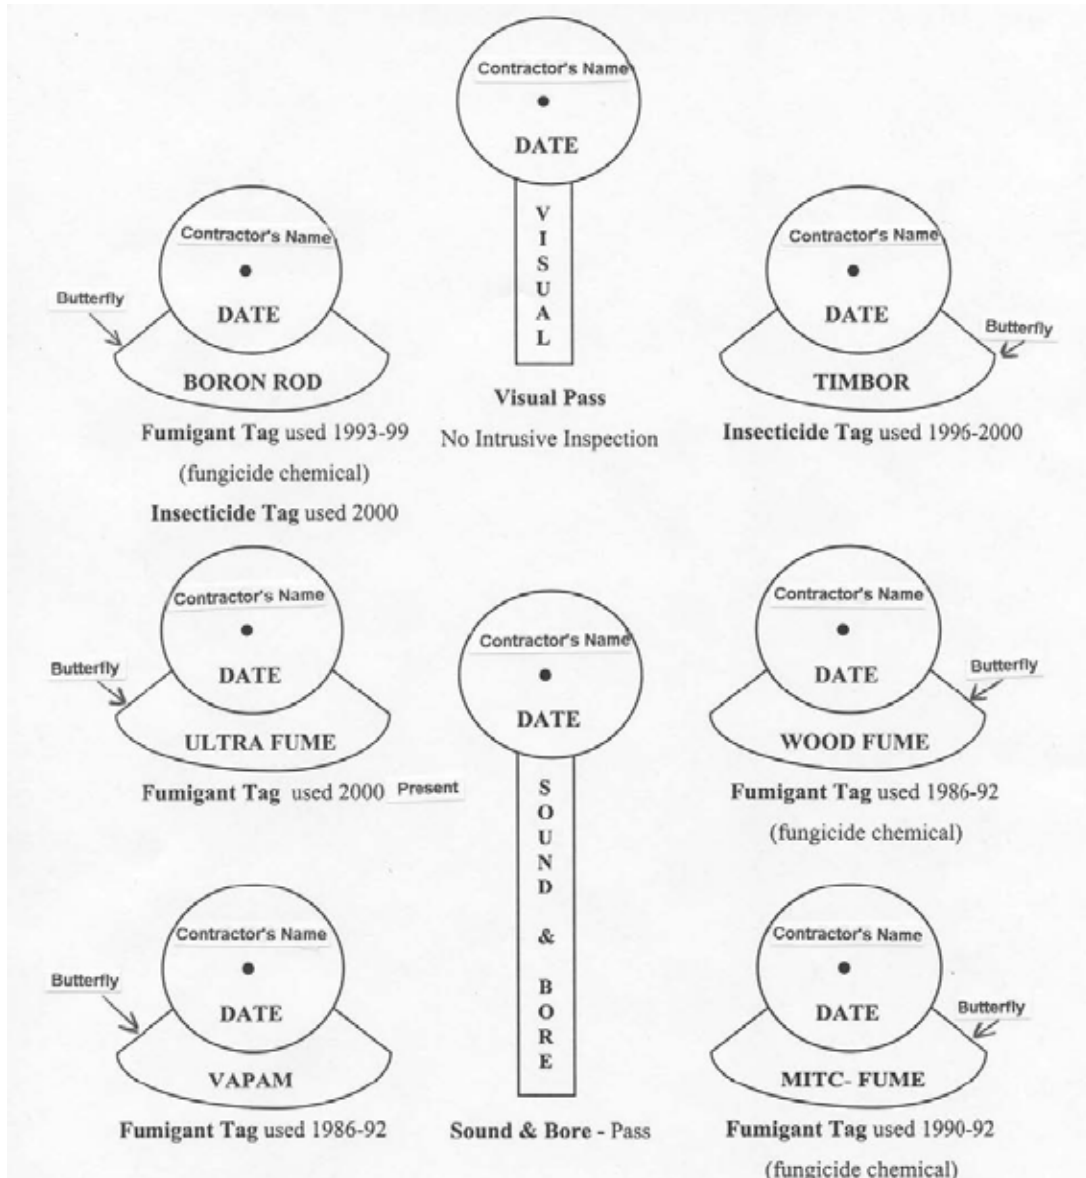 Contractor's Name
DATE
VISUAL
Visual Pass
No Intrusive Inspection
Contractor's Name
DATE
Butterfly
BORON ROD
Fumigant Tag used 1993-99
(fungicide chemical)
Insecticide Tag used 2000
Contractor's Name
DATE
Butterfly
TIMBOR
Insecticide Tag used 1996-2000
Contractor's Name
DATE
Butterfly
ULTRA FUME
Fumigant Tag used 2000 Present
Contractor's Name
DATE
SOUND & BORE
Sound & Bore - Pass
Contractor's Name
DATE
Butterfly
WOOD FUME
Fumigant Tag used 1986-92
(fungicide chemical)
Contractor's Name
DATE
Butterfly
VAPAM
Fumigant Tag used 1986-92
Contractor's Name
DATE
Butterfly
MITC- FUME
Fumigant Tag used 1990-92
(fungicide chemical)